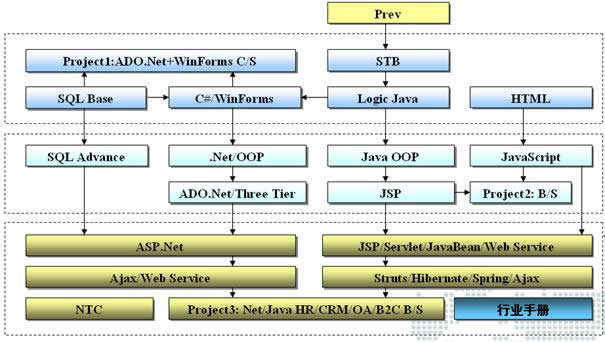 Prev
Project1:ADO.Net+WinForms C/S
STB
SQL Base
C#/WinForms
Logic Java
HTML
SQL Advance
.Net/OOP
Java OOP
JavaScript
ADO.Net/Three Tier
JSP
Project2: B/S
ASP.Net
JSP/Servlet/JavaBean/Web Service
Ajax/Web Service
Struts/Hibernate/Spring/Ajax
NTC
Project3: Net/Java HR/CRM/OA/B2C B/S
行业手册